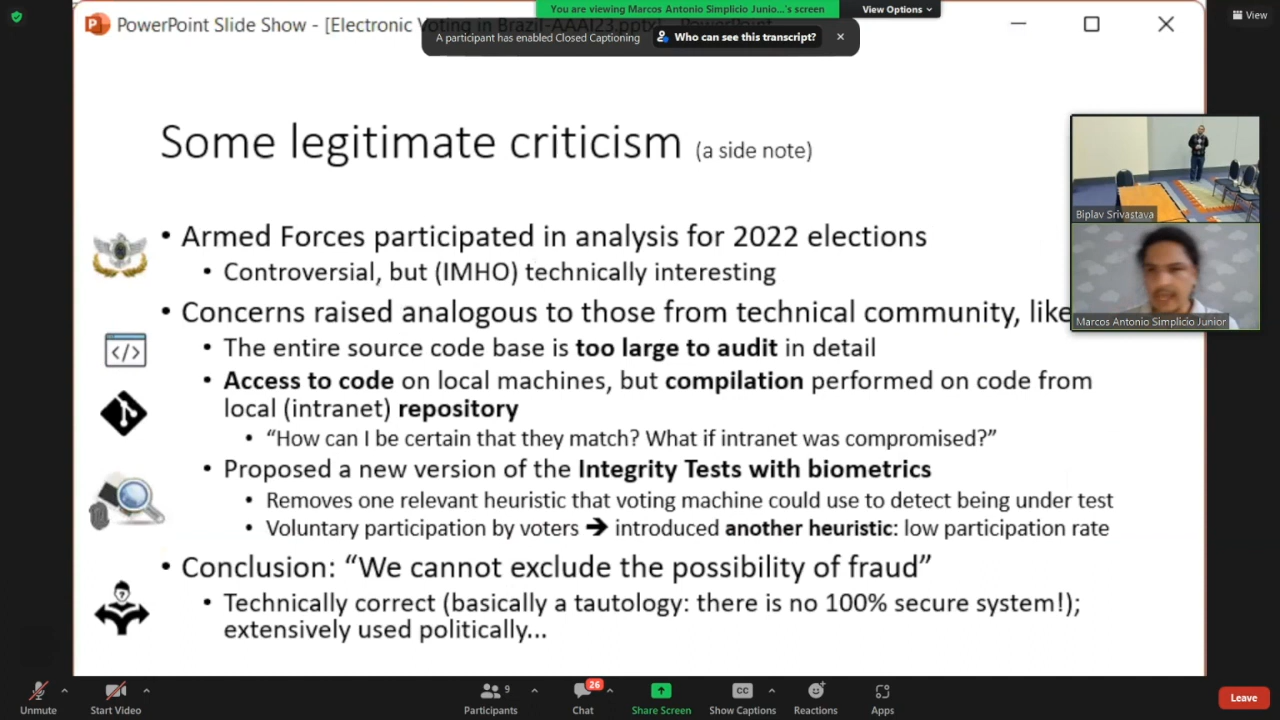 You are viewing Marcos Antonio Simplicio Junio...'s screen
View Options
PowerPoint Slide Show - [Electronic Voting in Brazil-AAAI23.pptx]
A participant has enabled Closed Captioning
Who can see this transcript?
View
Some legitimate criticism (a side note)
• Armed Forces participated in analysis for 2022 elections
• Controversial, but (IMHO) technically interesting
• Concerns raised analogous to those from technical community, like
• The entire source code base is too large to audit in detail
• Access to code on local machines, but compilation performed on code from
local (intranet) repository
• “How can I be certain that they match? What if intranet was compromised?”
• Proposed a new version of the Integrity Tests with biometrics
• Removes one relevant heuristic that voting machine could use to detect being under test
• Voluntary participation by voters ➔ introduced another heuristic: low participation rate
• Conclusion: “We cannot exclude the possibility of fraud”
• Technically correct (basically a tautology: there is no 100% secure system!);
extensively used politically...
Biplav Srivastava
Marcos Antonio Simplicio Junior
Unmute
Start Video
Participants
9
Chat
26
Share Screen
CC
Show Captions
Reactions
Apps
Leave